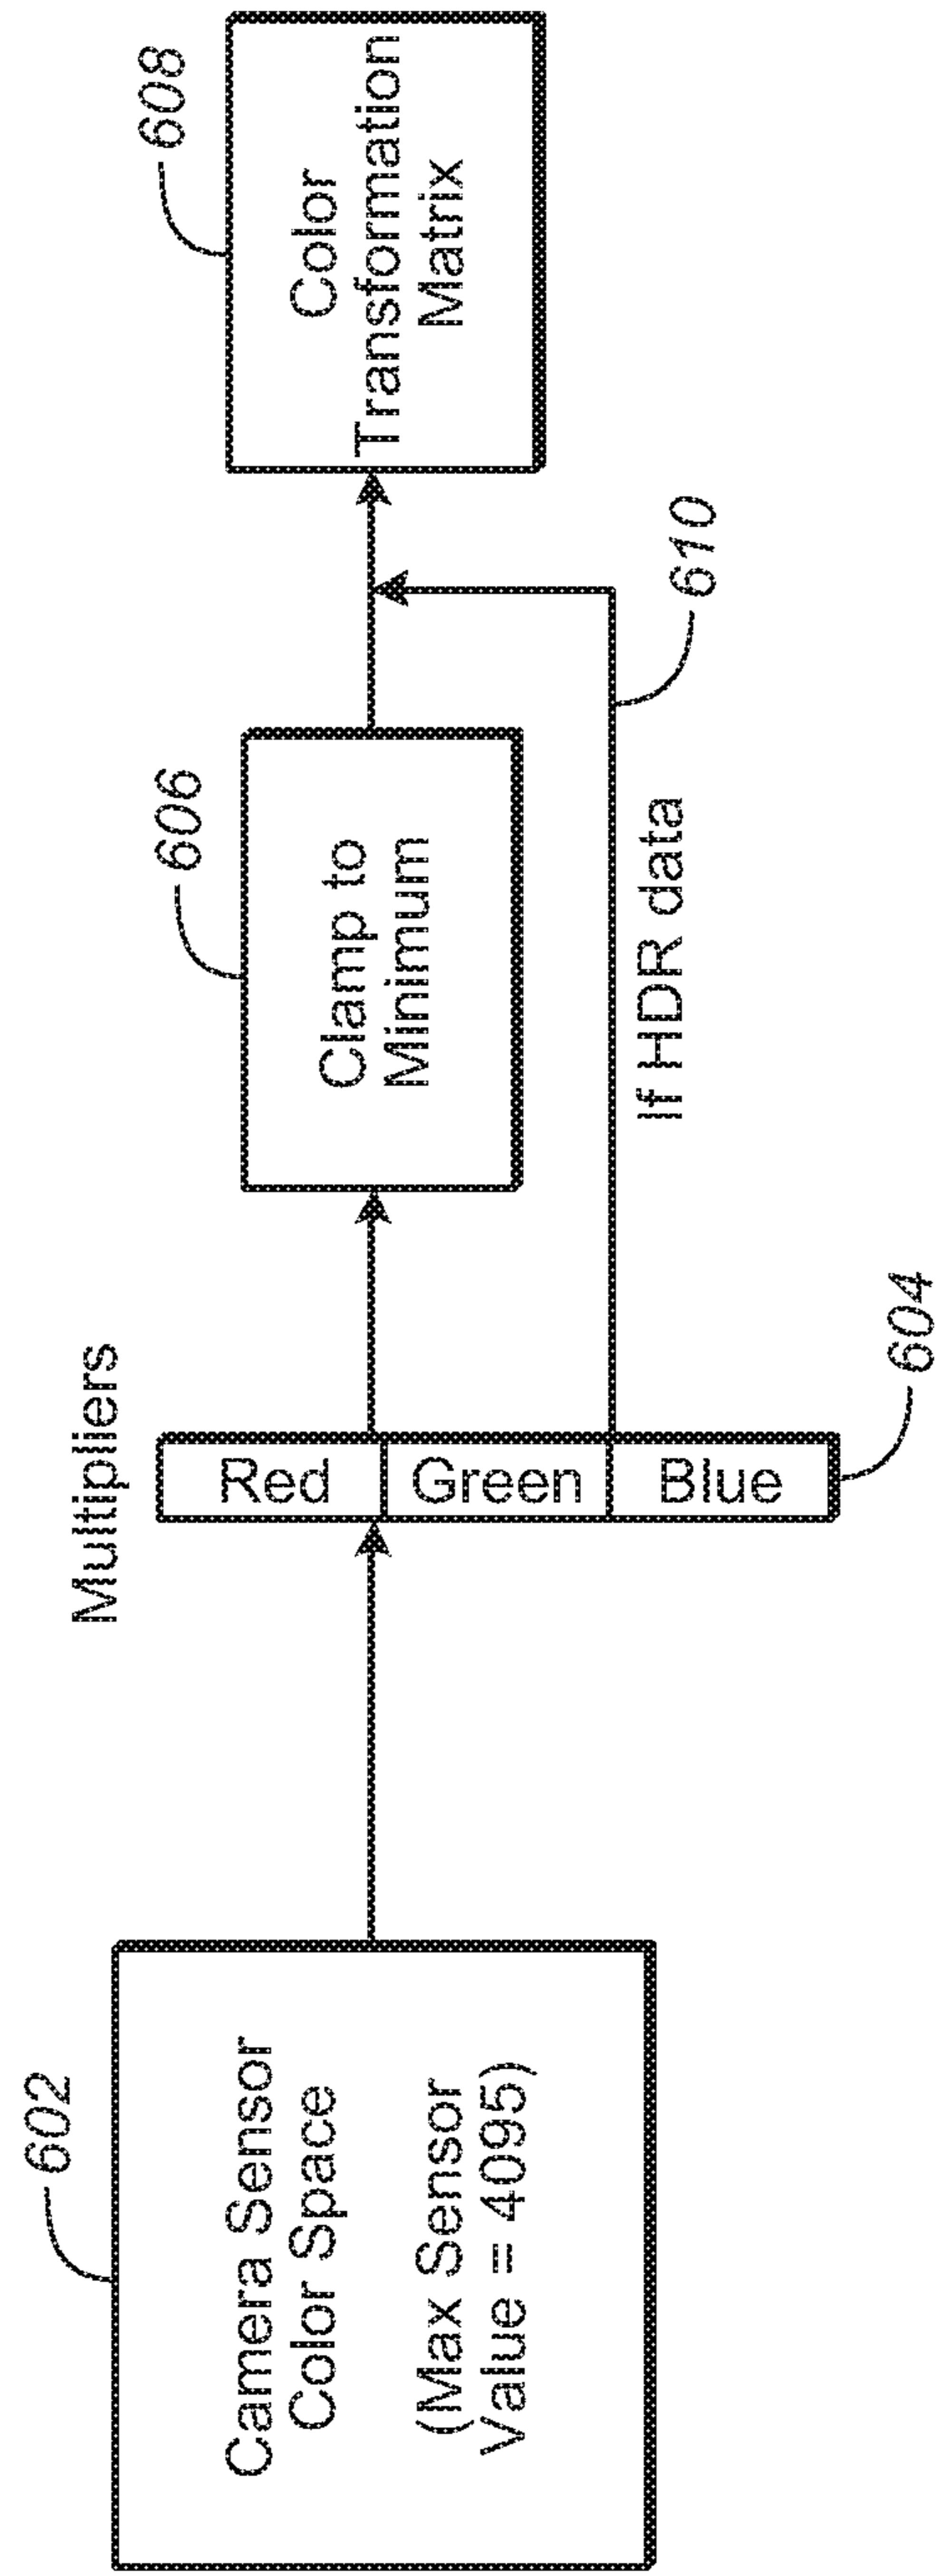 602
Camera Sensor
Color Space
(Max Sensor
Value = 4095)
Multipliers
Red
Green
Blue
604
606
Clamp to
Minimum
If HDR data
610
608
Color
Transformation
Matrix